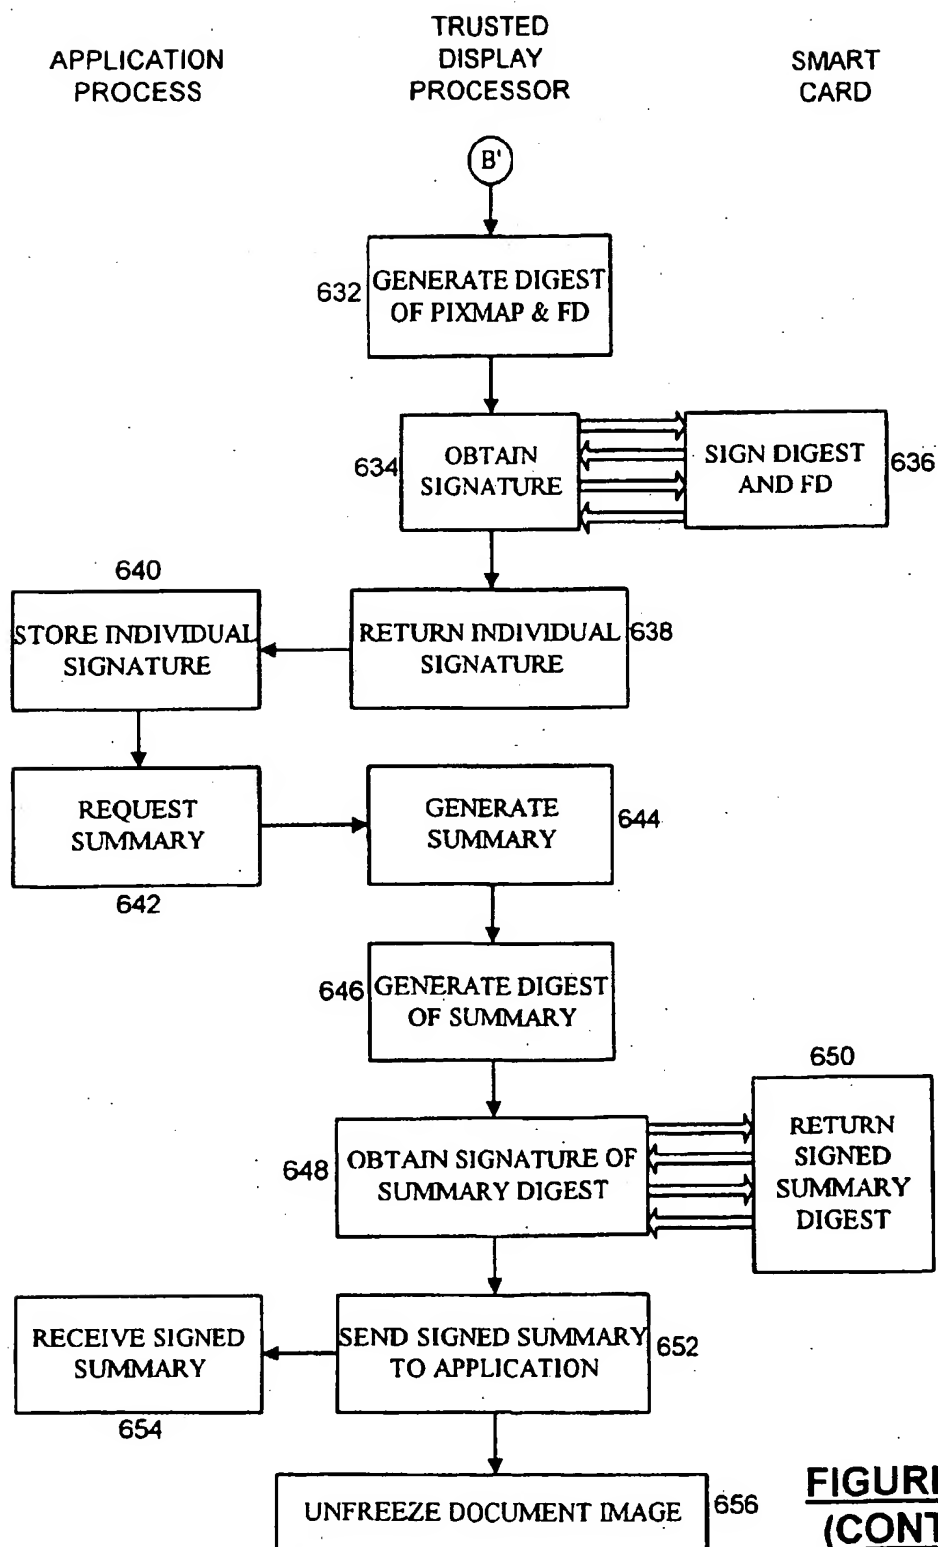 APPLICATION
PROCESS
TRUSTED
DISPLAY
PROCESSOR
SMART
CARD
B'
632
GENERATE DIGEST
OF PIXMAP & FD
634
OBTAIN
SIGNATURE
SIGN DIGEST
AND FD
636
640
STORE INDIVIDUAL
SIGNATURE
RETURN INDIVIDUAL
SIGNATURE
638
REQUEST
SUMMARY
642
GENERATE
SUMMARY
644
646
GENERATE DIGEST
OF SUMMARY
648
OBTAIN SIGNATURE OF
SUMMARY DIGEST
650
RETURN
SIGNED
SUMMARY
DIGEST
RECEIVE SIGNED
SUMMARY
654
SEND SIGNED SUMMARY
TO APPLICATION
652
UNFREEZE DOCUMENT IMAGE
656